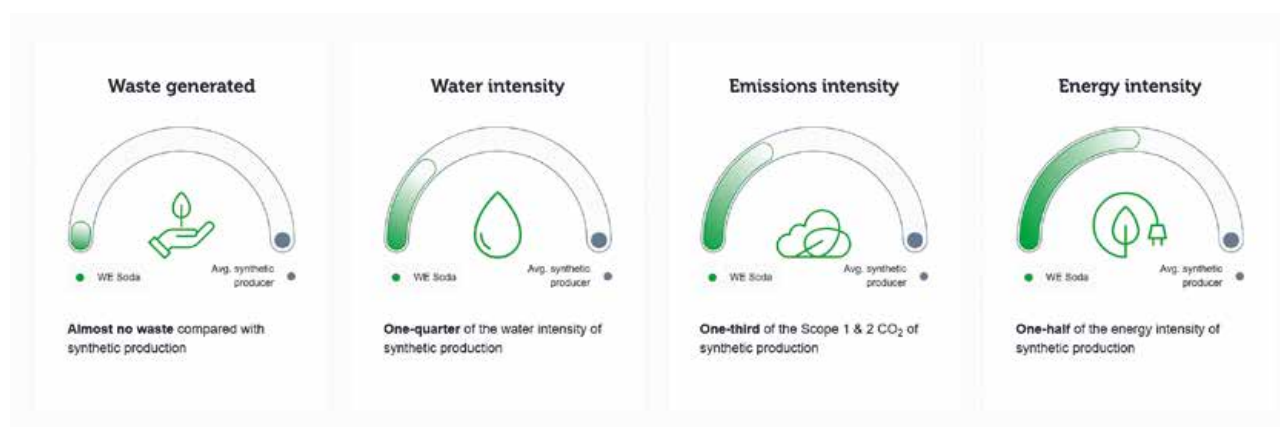 Waste generated
WE Soda
Avg. synthetic
producer
Almost no waste compared with
synthetic production
Water intensity
WE Soda
Avg. synthetic
producer
One-quarter of the water intensity of
synthetic production
Emissions intensity
WE Soda
Avg. synthetic
producer
One-third of the Scope 1 & 2 CO₂ of
synthetic production
Energy intensity
WE Soda
Avg. synthetic
producer
One-half of the energy intensity of
synthetic production